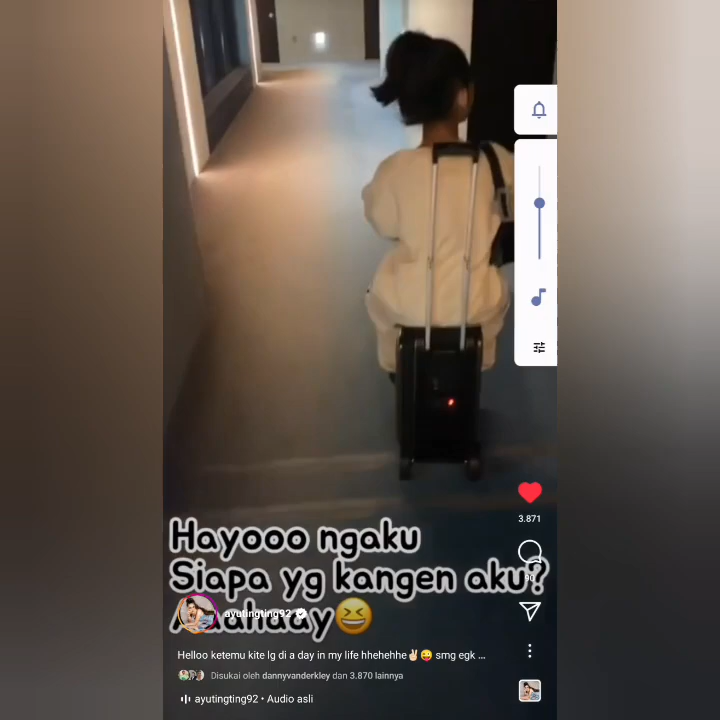 3.871
Hayooo ngaku
Siapa yg kangen aku?
90
ayutingting92
Helloo ketemu kite lg di a day in my life hhehehhe✌🏻😜 smg egk ...
Disukai oleh dannyvanderkley dan 3.870 lainnya
ayutingting92 • Audio asli